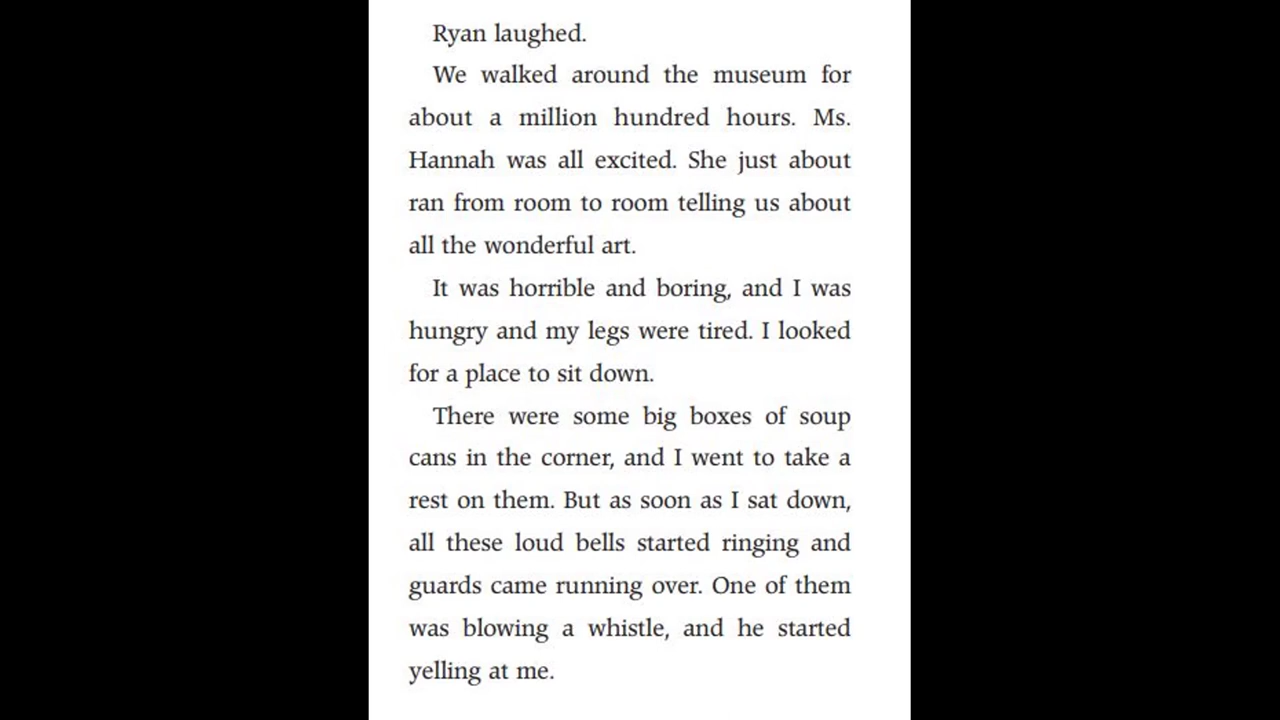 Ryan laughed.
We walked around the museum for
about a million hundred hours. Ms.
Hannah was all excited. She just about
ran from room to room telling us about
all the wonderful art.
It was horrible and boring, and I was
hungry and my legs were tired. I looked
for a place to sit down.
There were some big boxes of soup
cans in the corner, and I went to take a
rest on them. But as soon as I sat down,
all these loud bells started ringing and
guards came running over. One of them
was blowing a whistle, and he started
yelling at me.